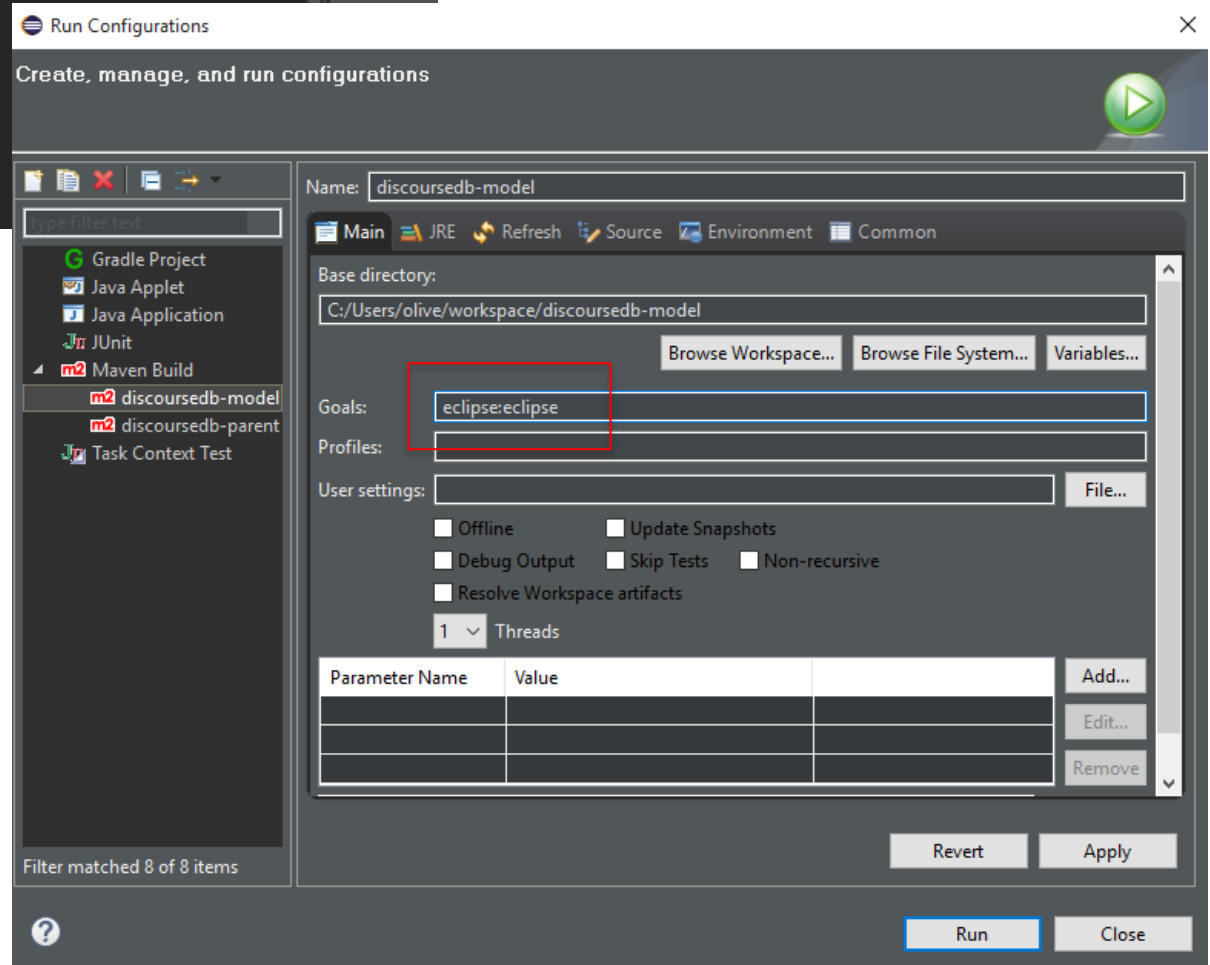 Run Configurations
Create, manage, and run configurations
type filter text
Gradle Project
Java Applet
Java Application
JUnit
Maven Build
discoursedb-model
discoursedb-parent
Task Context Test
Filter matched 8 of 8 items
Name: discoursedb-model
Main JRE Refresh Source Environment Common
Base directory:
C:/Users/olive/workspace/discoursedb-model
Browse Workspace... Browse File System... Variables...
Goals: eclipse:eclipse
Profiles:
User settings: File...
Offline Update Snapshots
Debug Output Skip Tests Non-recursive
Resolve Workspace artifacts
1 Threads
Parameter Name Value Add...
Edit...
Remove
Revert Apply
Run Close